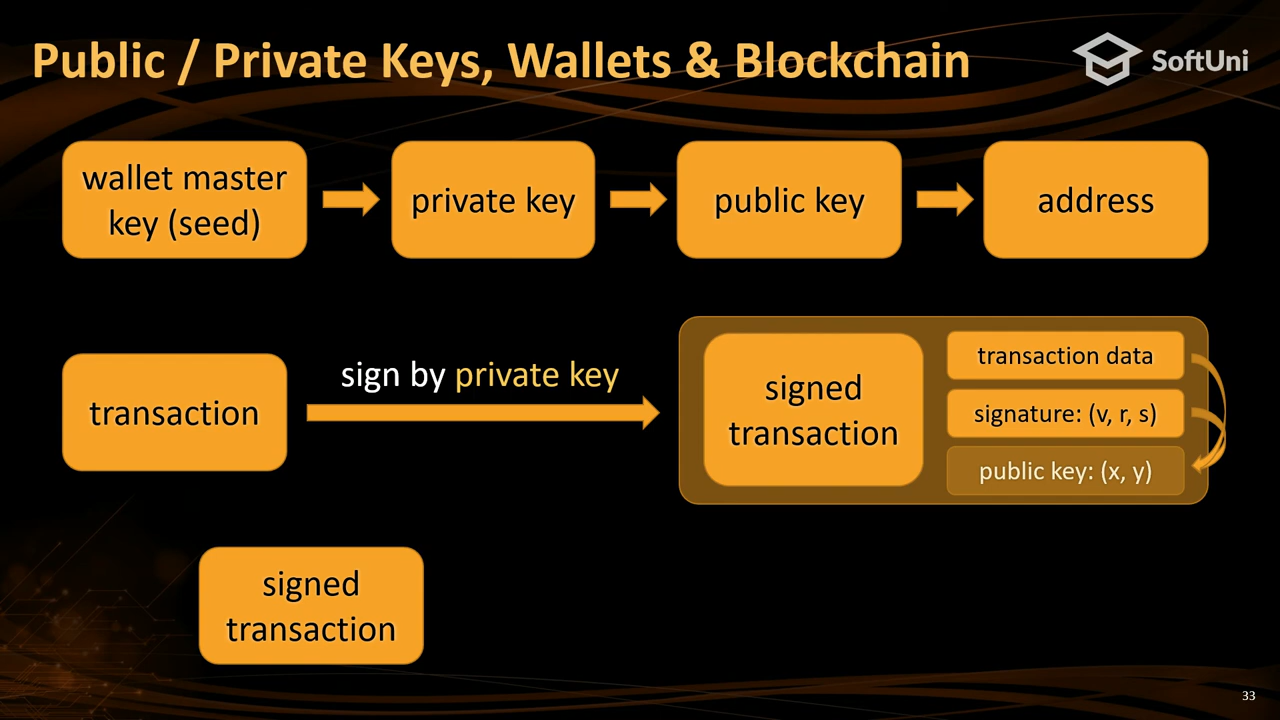 Public / Private Keys, Wallets & Blockchain
SoftUni
wallet master
key (seed)
private key
public key
address
transaction
sign by private key
signed
transaction
transaction data
signature: (v, r, s)
public key: (x, y)
signed
transaction
33